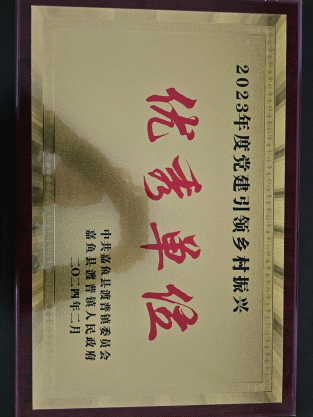 2023年度党建引领乡村振兴
优秀单位
中共嘉鱼县渡普镇委员会
嘉鱼县渡普镇人民政府
二〇二四年二月